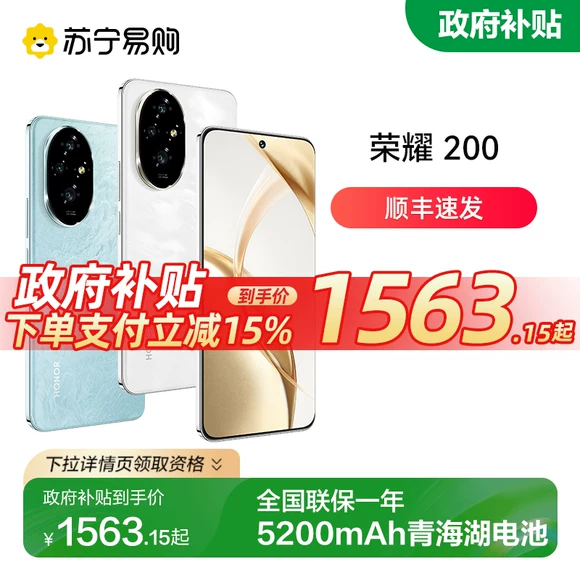 苏宁易购
政府补贴
荣耀 200
顺丰速发
政府补贴
下单支付立减15%
到手价
1563.15起
HONOR
HONOR
下拉详情页领取资格
政府补贴到手价
¥1563.15起
全国联保一年
5200mAh青海湖电池